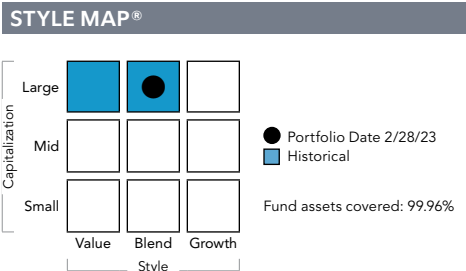 STYLE MAP®
Capitalization
Large
Mid
Small
Value Blend Growth
Style
Portfolio Date 2/28/23
Historical
Fund assets covered: 99.96%